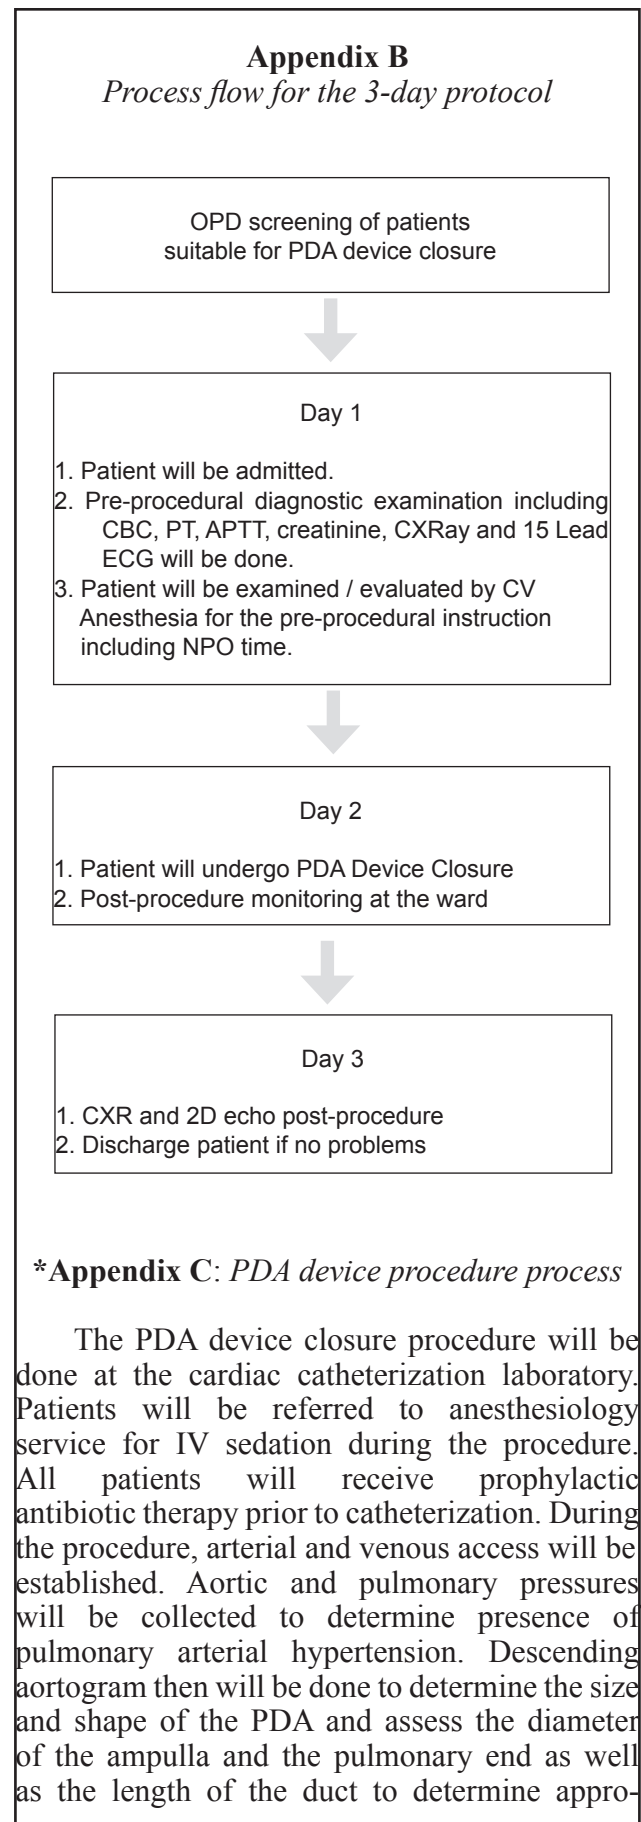 Appendix B
Process flow for the 3-day protocol
OPD screening of patients
suitable for PDA device closure
Day 1
1. Patient will be admitted.
2. Pre-procedural diagnostic examination including
CBC, PT, APTT, creatinine, CXRay and 15 Lead
ECG will be done.
3. Patient will be examined / evaluated by CV
Anesthesia for the pre-procedural instruction
including NPO time.
Day 2
1. Patient will undergo PDA Device Closure
2. Post-procedure monitoring at the ward
Day 3
1. CXR and 2D echo post-procedure
2. Discharge patient if no problems
*Appendix C: PDA device procedure process
The PDA device closure procedure will be
done at the cardiac catheterization laboratory.
Patients will be referred to anesthesiology
service for IV sedation during the procedure.
All patients will receive prophylactic
antibiotic therapy prior to catheterization. During
the procedure, arterial and venous access will be
established. Aortic and pulmonary pressures
will be collected to determine presence of
pulmonary arterial hypertension. Descending
aortogram then will be done to determine the size
and shape of the PDA and assess the diameter
of the ampulla and the pulmonary end as well
as the length of the duct to determine appro-